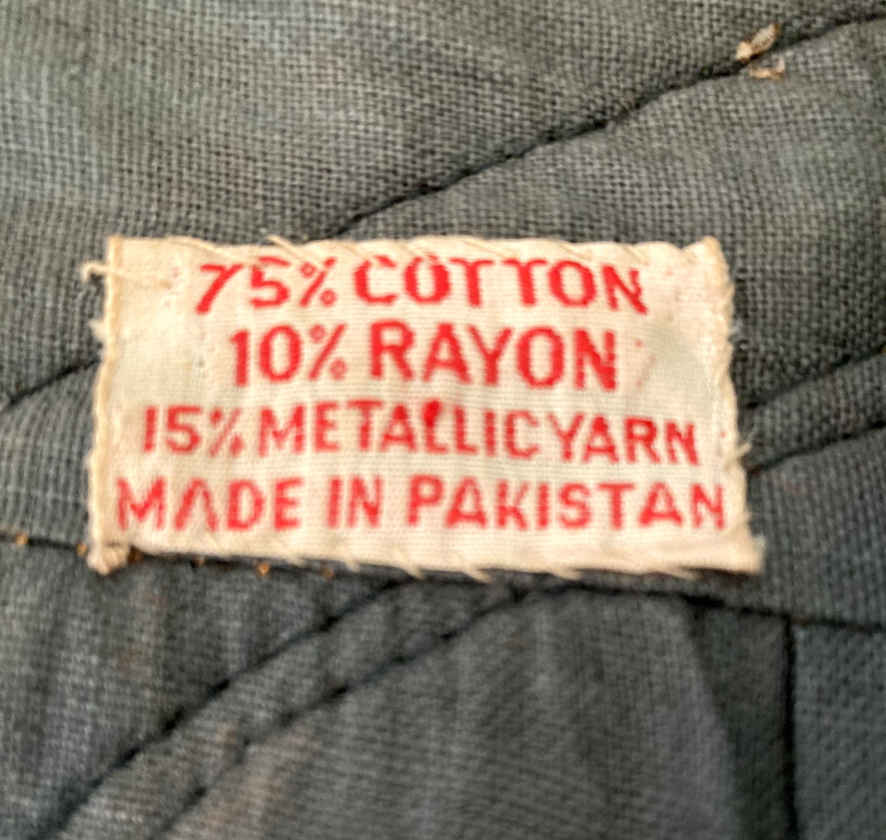 75% COTTON
10% RAYON
15% METALLIC YARN
MADE IN PAKISTAN